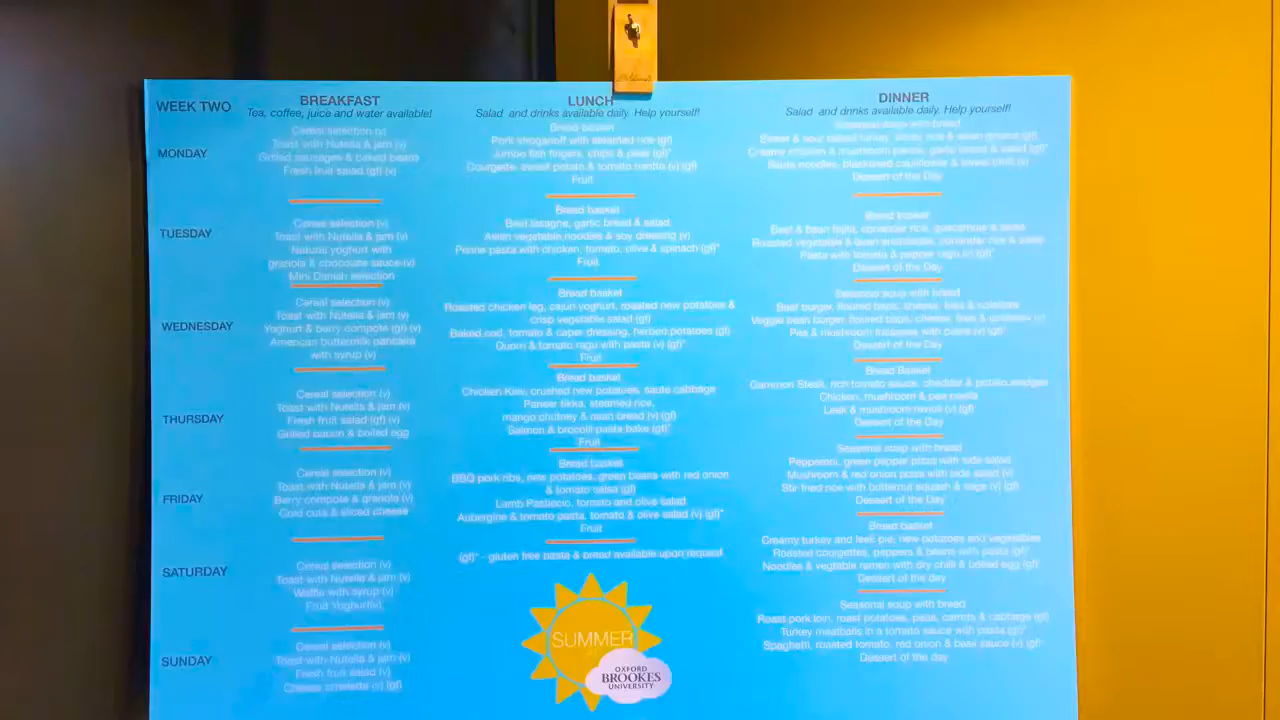 WEEK TWO
BREAKFAST
Tea, coffee, juice and water available!
LUNCH
Salad and drinks available daily. Help yourself!
DINNER
Salad and drinks available daily. Help yourself!
MONDAY
Cereal selection (v)
Toast with Nutella & jam (v)
Grilled sausages & baked beans
Fresh fruit salad (gf) (v)
Bread basket
Pork stroganoff with steamed rice (gf)
Jumbo fish fingers, chips & peas (gf)*
Courgette, sweet potato & tomato risotto (v) (gf)
Fruit
Seasonal soup with bread
Creamy chicken & mushroom panini, garlic bread & salad (gf)*
Dessert of the Day
TUESDAY
Cereal selection (v)
Toast with Nutella & jam (v)
Natural yoghurt with
granola & chocolate sauce (v)
Mini Danish selection
Bread basket
Beef lasagne, garlic bread & salad
Asian vegetable noodles & soy dressing (v)
Penne pasta with chicken, tomato, olive & spinach (gf)*
Fruit
Bread basket
Beef & bean fajita, coriander rice, guacamole & salsa
Roasted vegetable & bean enchiladas, coriander rice & salsa
Pasta with tomato & pepper ragu (v) (gf)*
Dessert of the Day
WEDNESDAY
Cereal selection (v)
Toast with Nutella & jam (v)
Yoghurt & berry compote (gf) (v)
American buttermilk pancake
with syrup (v)
Bread basket
Roasted chicken leg, cajun yoghurt, roasted new potatoes &
crisp vegetable salad (gf)
Baked cod, tomato & caper dressing, herbed potatoes (gf)
Quorn & tomato ragu with pasta (v) (gf)*
Fruit
Seasonal soup with bread
Beef burger, floured baps, cheese, fries & coleslaw
Veggie bean burger, floured baps, cheese, fries & coleslaw (v)
Pea & mushroom fricassee with pasta (v) (gf)*
Dessert of the Day
THURSDAY
Cereal selection (v)
Toast with Nutella & jam (v)
Fresh fruit salad (gf) (v)
Grilled bacon & boiled egg
Bread basket
Chicken Kiev, crushed new potatoes, saute cabbage
Paneer tikka, steamed rice,
mango chutney & naan bread (v) (gf)
Salmon & brocolli pasta bake (gf)*
Fruit
Bread Basket
Gammon Steak, rich tomato sauce, cheddar & potato wedges
Chicken, mushroom & pea paella
Leek & mushroom ravioli (v) (gf)
Dessert of the Day
FRIDAY
Cereal selection (v)
Toast with Nutella & jam (v)
Berry compote & granola (v)
Cold cuts & sliced cheese
Bread basket
BBQ pork ribs, new potatoes, green beans with red onion
& tomato salsa (gf)
Lamb Pasticcio, tomato and olive salad
Aubergine & tomato pasta, tomato & olive salad (v) (gf)*
Fruit
Seasonal soup with bread
Pepperoni, green pepper pizza with side salad
Mushroom & red onion pizza with side salad (v)
Stir fried rice with butternut squash & sage (v) (gf)
Dessert of the Day
(gf)* - gluten free pasta & bread available upon request
SATURDAY
Cereal selection (v)
Toast with Nutella & jam (v)
Waffle with syrup (v)
Fruit Yoghurt(v)
Bread basket
Creamy turkey and leek pie, new potatoes and vegetables
Roasted courgettes, peppers & beans with pasta (gf)*
Noodles & vegtable ramen with dry chilli & boiled egg (gf)
Dessert of the day
SUNDAY
Cereal selection (v)
Toast with Nutella & jam (v)
Fresh fruit salad (v)
Cheese omelette (v) (gf)
Seasonal soup with bread
Roast pork loin, roast potatoes, peas, carrots & cabbage (gf)
Turkey meatballs in a tomato sauce with pasta (gf)*
Spaghetti, roasted tomato, red onion & basil sauce (v) (gf)
Dessert of the day
SUMMER
OXFORD
BROOKES
UNIVERSITY